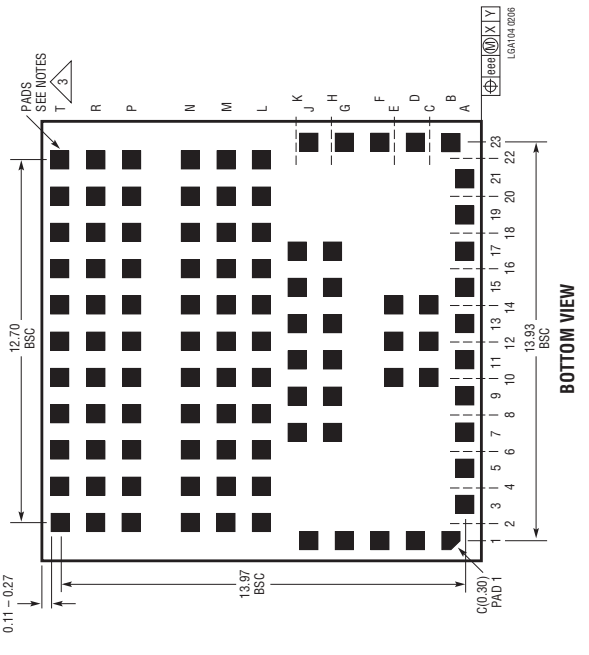 PADS
SEE NOTES
3
T
R
P
N
M
L
K
J
H
G
F
E
D
C
B
A
12.70
BSC
0.11 – 0.27
13.97
BSC
C(0.30)
PAD 1
1
2
3
4
5
6
7
8
9
10
11
12
13
14
15
16
17
18
19
20
21
22
23
13.93
BSC
eee M X Y
LGA104 0206
BOTTOM VIEW